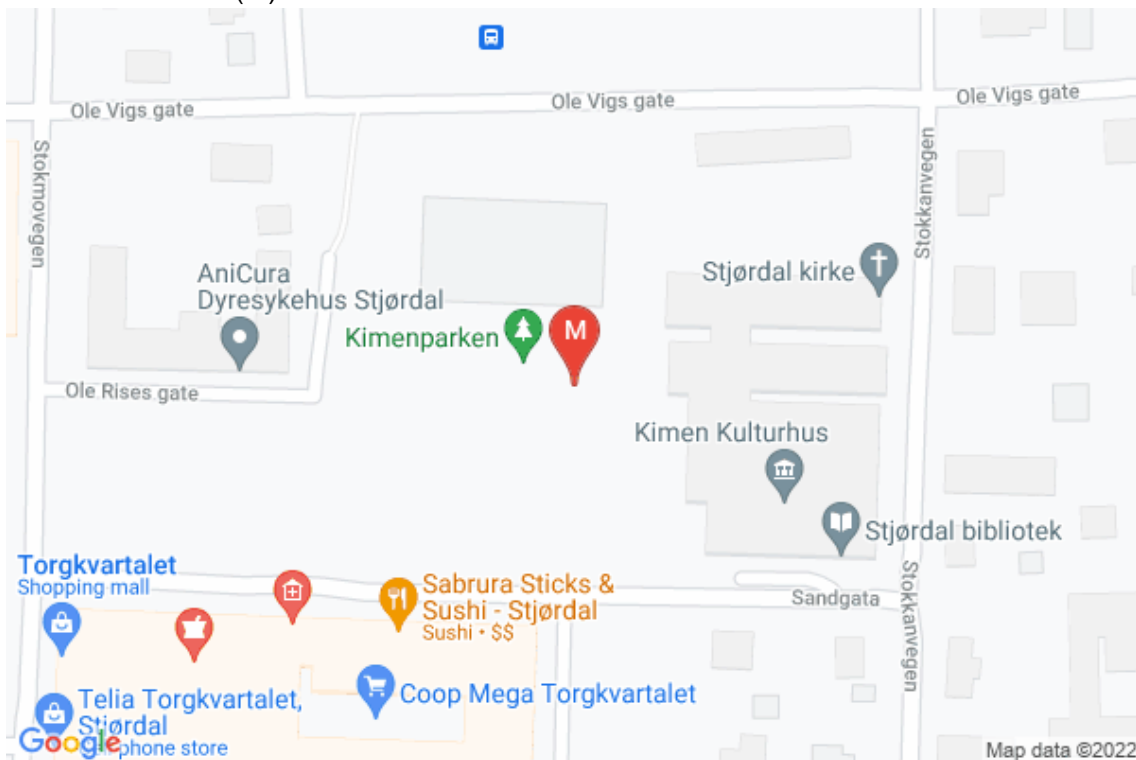 Ole Vigs gate
Ole Vigs gate
Ole Vigs gate
Stokmovegen
Stokkanvegen
AniCura
Dyresykehus Stjørdal
Stjørdal kirke
Kimenparken
M
Ole Rises gate
Kimen Kulturhus
Stjørdal bibliotek
Torgkvartalet
Shopping mall
Sabrura Sticks &
Sushi - Stjørdal
Sushi • $$
Sandgata
Stokkanvegen
Coop Mega Torgkvartalet
Telia Torgkvartalet,
Stjørdal
phone store
Google
Map data ©2022